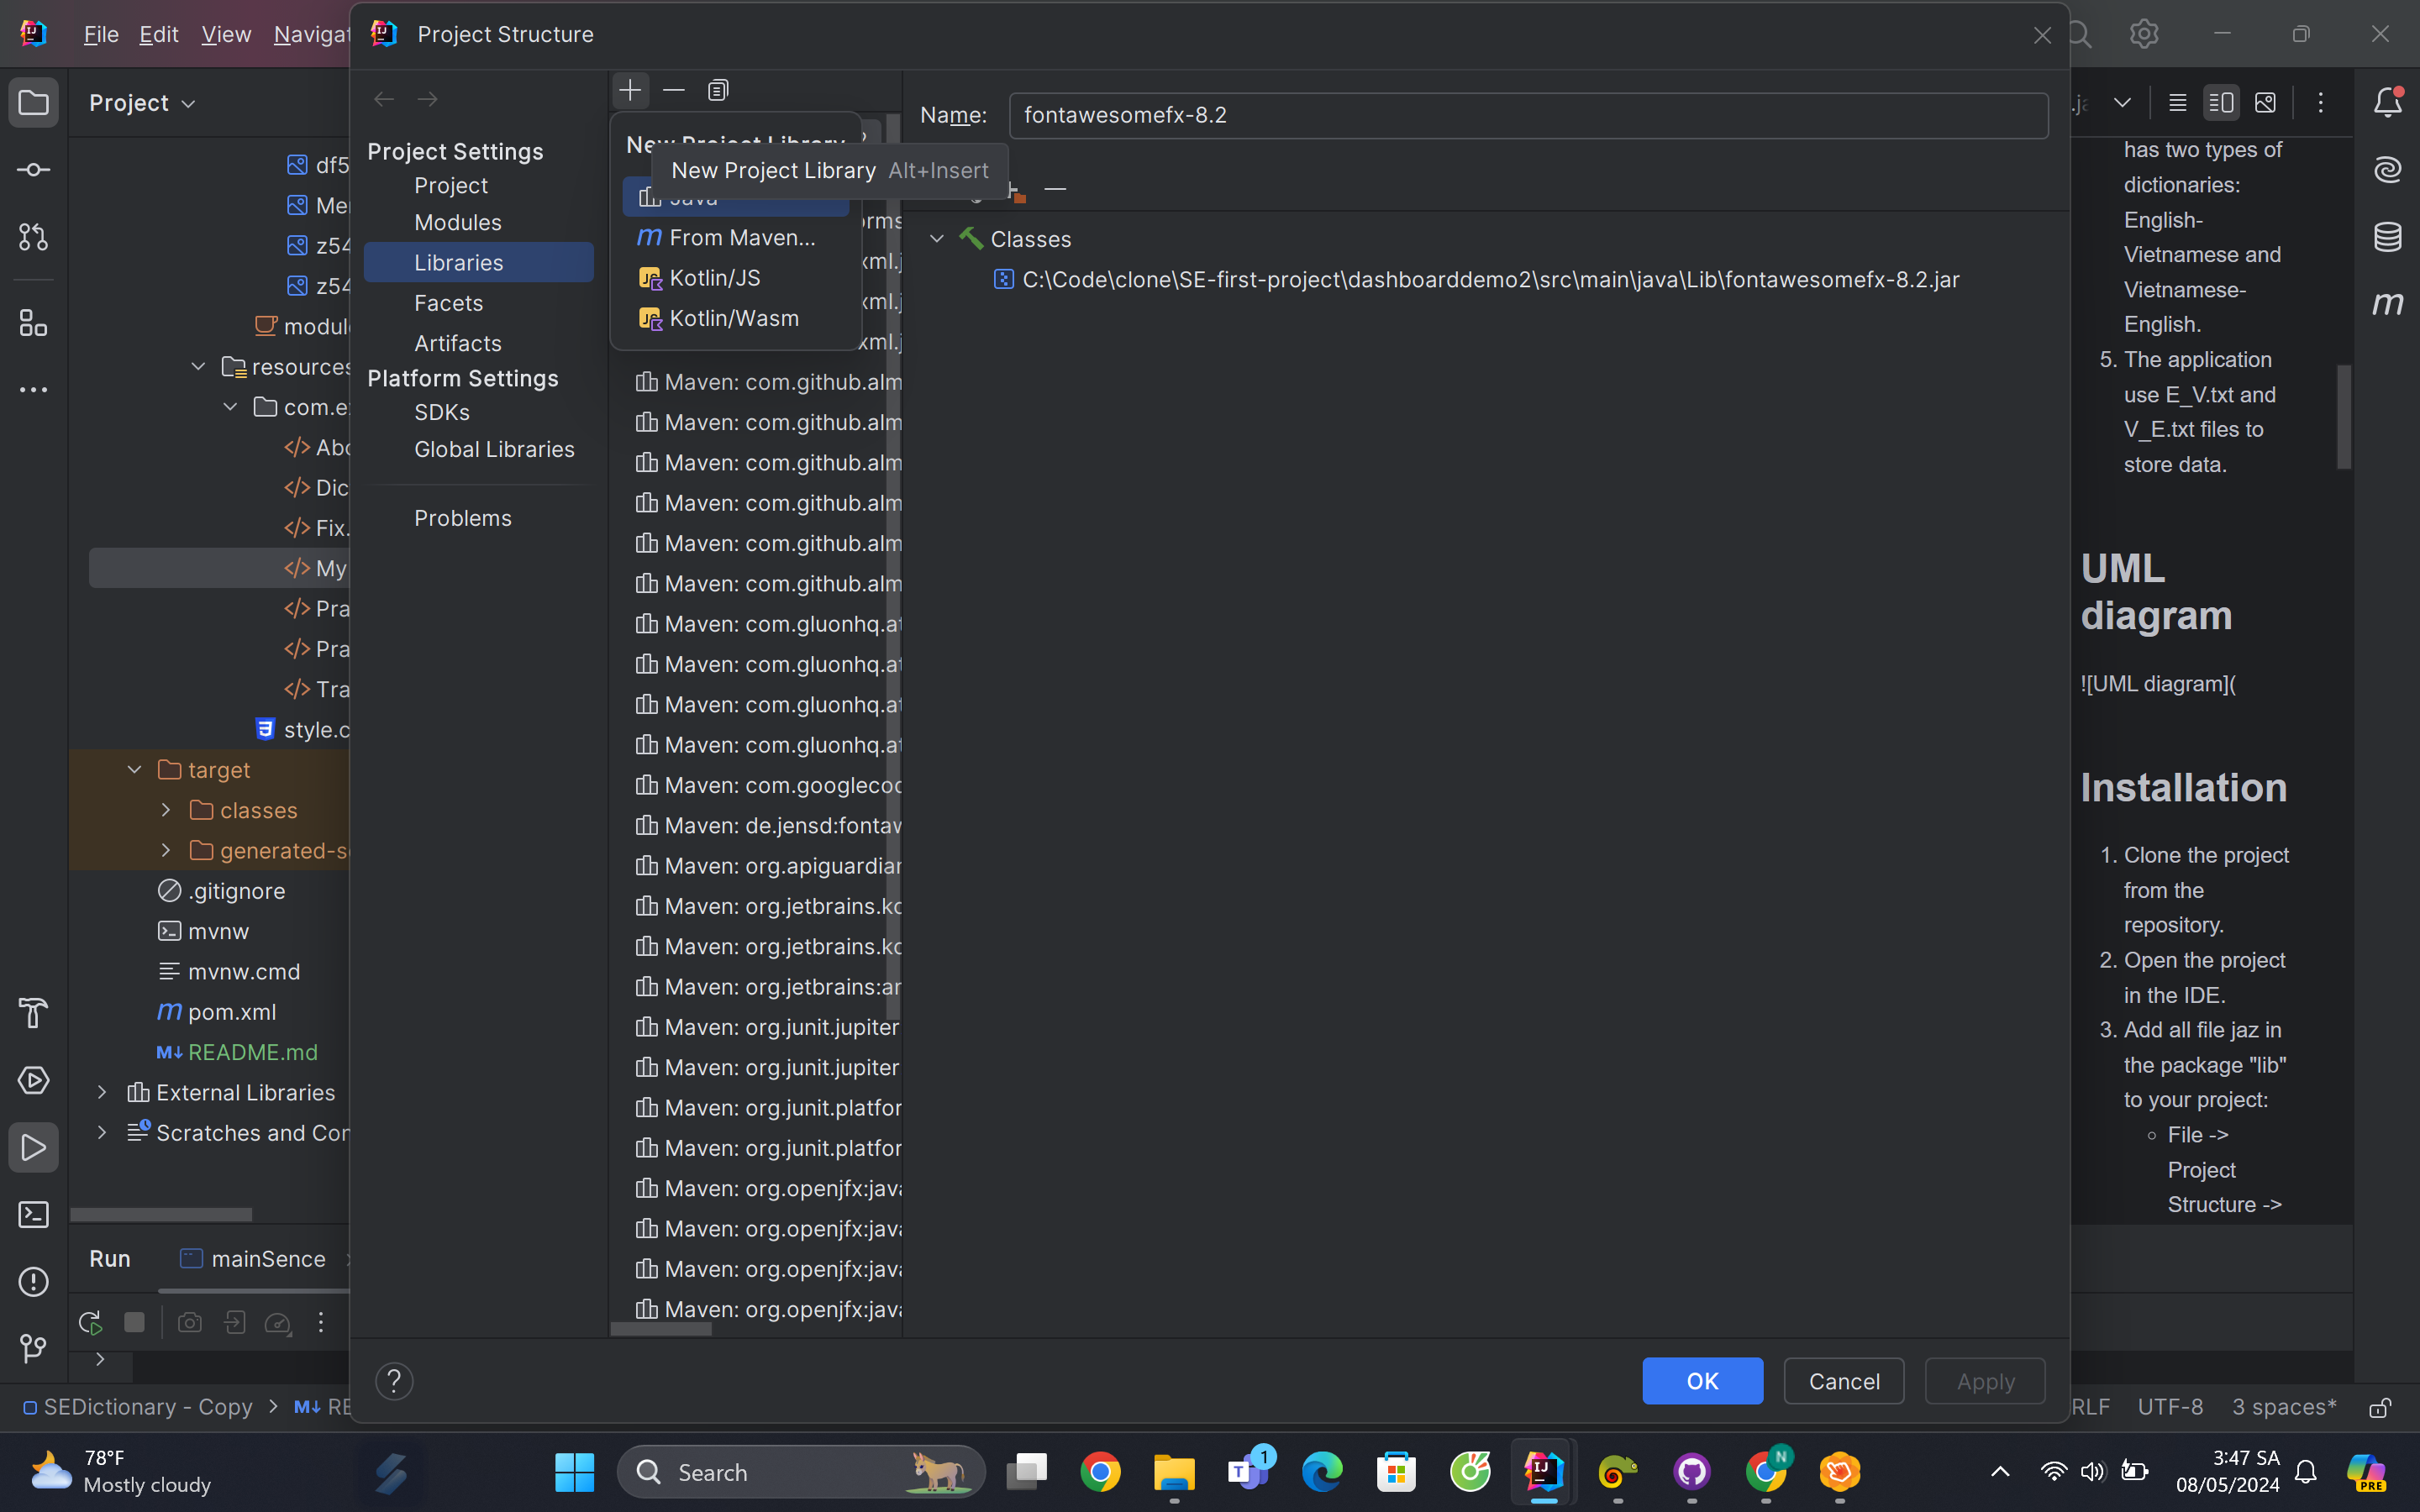 File Edit View Navigat
Project Structure
Project
df5
Me
z54
z54
modul
resources
com.e
Abo
Dic
Fix.
My
Pra
Pra
Tra
style.c
target
classes
generated-s
.gitignore
mvnw
mvnw.cmd
pom.xml
README.md
External Libraries
Scratches and Con
Run mainSence
SEDictionary - Copy > RE
Project Settings
Project
Modules
Libraries
Facets
Artifacts
Platform Settings
SDKs
Global Libraries
Problems
New Project Library
New Project Library Alt+Insert
Java
From Maven...
Kotlin/JS
Kotlin/Wasm
orms
xml.j
xml.j
xml.j
Maven: com.github.alm
Maven: com.github.alm
Maven: com.github.alm
Maven: com.github.alm
Maven: com.github.alm
Maven: com.github.alm
Maven: com.gluonhq.at
Maven: com.gluonhq.at
Maven: com.gluonhq.at
Maven: com.gluonhq.at
Maven: com.googlecod
Maven: de.jensd:fontaw
Maven: org.apiguardian
Maven: org.jetbrains.ko
Maven: org.jetbrains.ko
Maven: org.jetbrains:an
Maven: org.junit.jupiter
Maven: org.junit.jupiter
Maven: org.junit.platfor
Maven: org.junit.platfor
Maven: org.openjfx:java
Maven: org.openjfx:java
Maven: org.openjfx:java
Maven: org.openjfx:java
Name: fontawesomefx-8.2
Classes
C:\Code\clone\SE-first-project\dashboarddemo2\src\main\java\Lib\fontawesomefx-8.2.jar
? OK Cancel Apply
.ja
has two types of
dictionaries:
English-
Vietnamese and
Vietnamese-
English.
5. The application
use E_V.txt and
V_E.txt files to
store data.
UML
diagram
![UML diagram](
Installation
1. Clone the project
from the
repository.
2. Open the project
in the IDE.
3. Add all file jaz in
the package "lib"
to your project:
File ->
Project
Structure ->
RLF UTF-8 3 spaces*
78°F
Mostly cloudy
Search
1
N
3:47 SA
08/05/2024
PRE